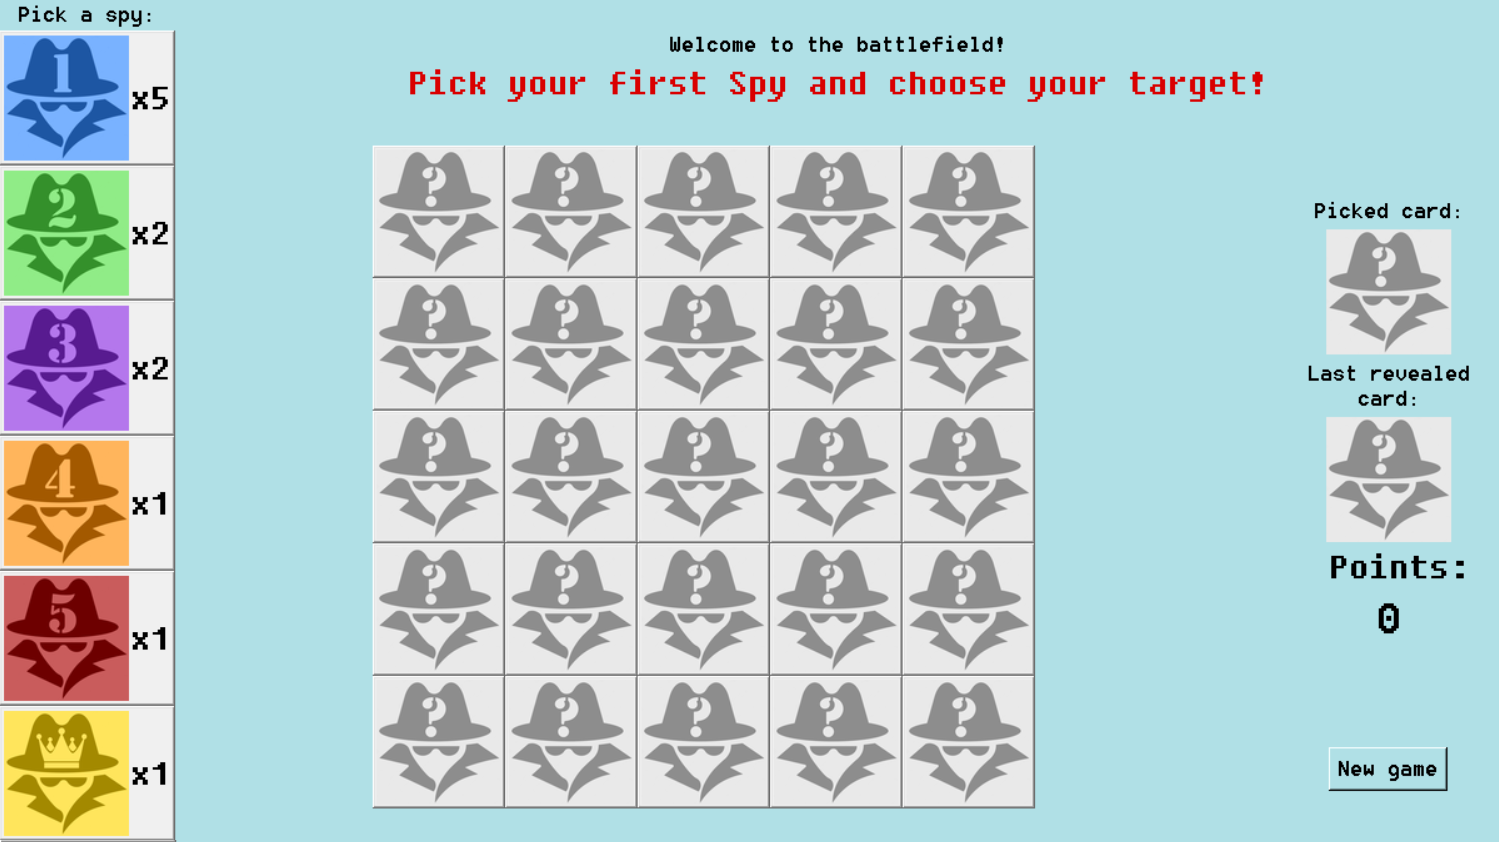 Pick a spy:
1
x5
2
x2
3
x2
4
x1
5
x1
x1
Welcome to the battlefield!
Pick your first Spy and choose your target!
? ? ? ? ?
? ? ? ? ?
? ? ? ? ?
? ? ? ? ?
? ? ? ? ?
Picked card:
?
Last revealed
card:
?
Points:
0
New game